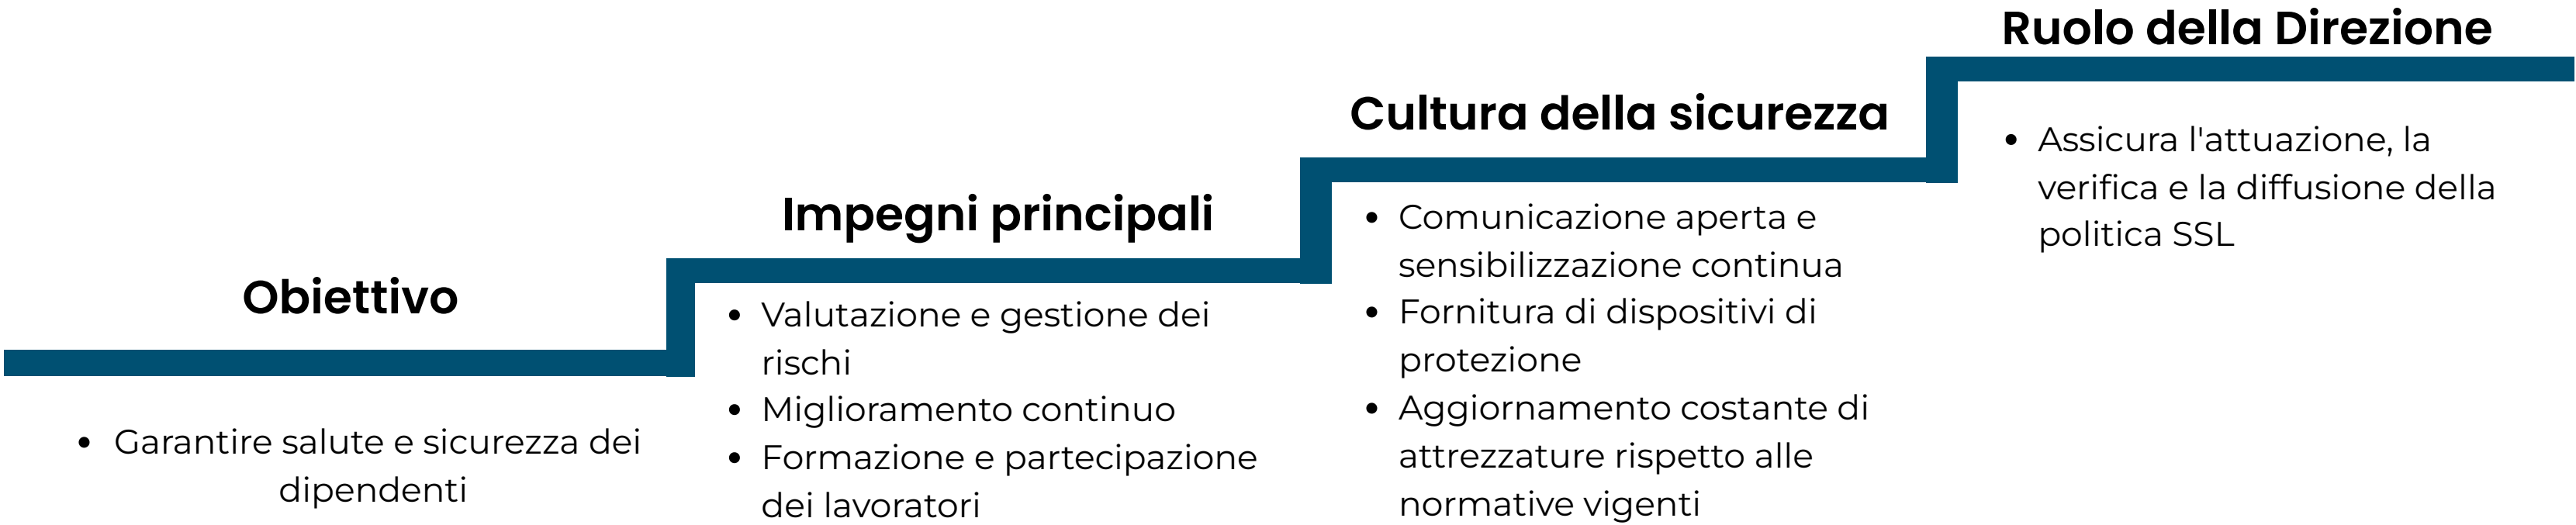 Obiettivo
• Garantire salute e sicurezza dei
dipendenti
Impegni principali
• Valutazione e gestione dei
rischi
• Miglioramento continuo
• Formazione e partecipazione
dei lavoratori
Cultura della sicurezza
• Comunicazione aperta e
sensibilizzazione continua
• Fornitura di dispositivi di
protezione
• Aggiornamento costante di
attrezzature rispetto alle
normative vigenti
Ruolo della Direzione
• Assicura l'attuazione, la
verifica e la diffusione della
politica SSL